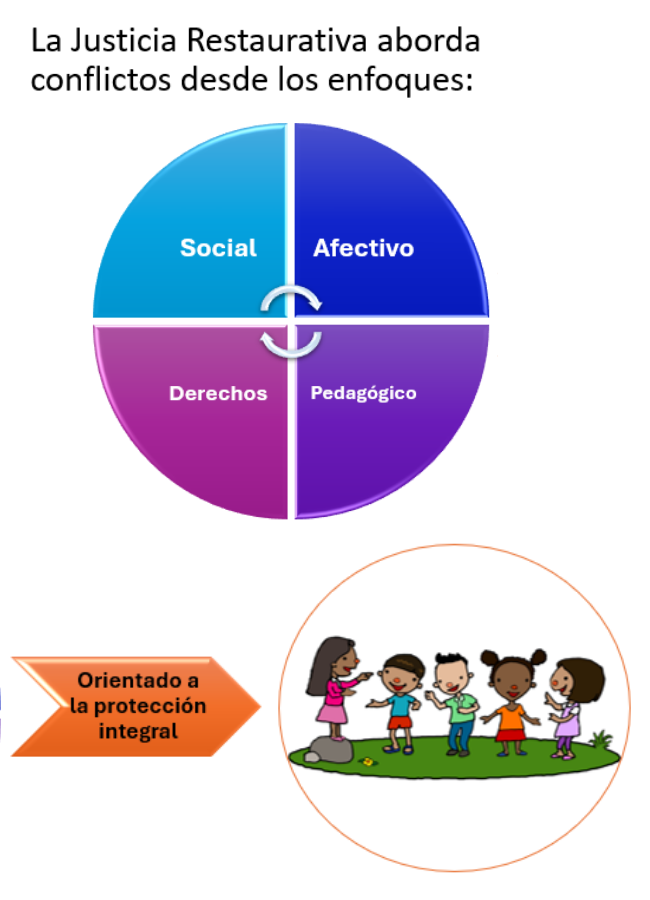 La Justicia Restaurativa aborda
conflictos desde los enfoques:
Social
Afectivo
Derechos
Pedagógico
Orientado a
la protección
integral